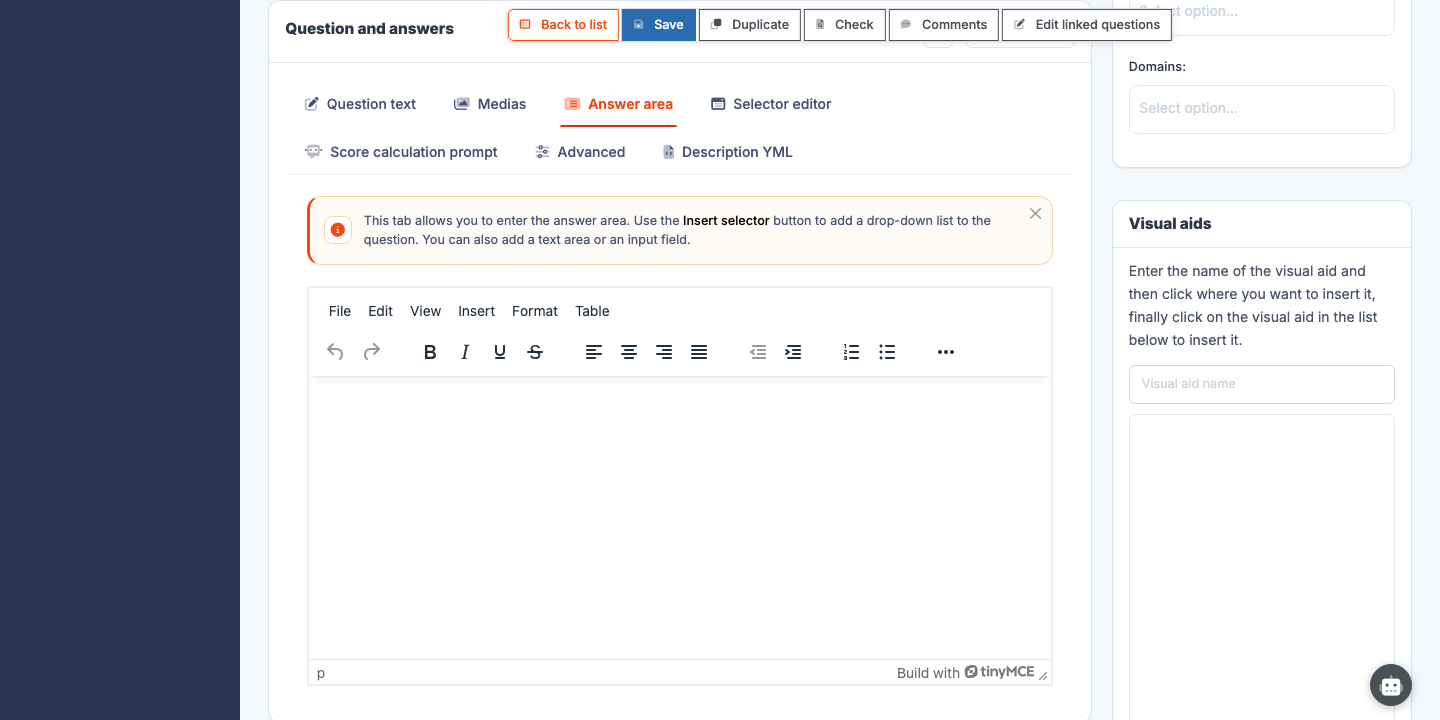 Question and answers
Back to list
Save
Duplicate
Check
Comments
Edit linked questions
Question text
Medias
Answer area
Selector editor
Score calculation prompt
Advanced
Description YML
This tab allows you to enter the answer area. Use the Insert selector button to add a drop-down list to the
question. You can also add a text area or an input field.
File Edit View Insert Format Table
p
Build with tinyMCE
option...
Domains:
Select option...
Visual aids
Enter the name of the visual aid and
then click where you want to insert it,
finally click on the visual aid in the list
below to insert it.
Visual aid name